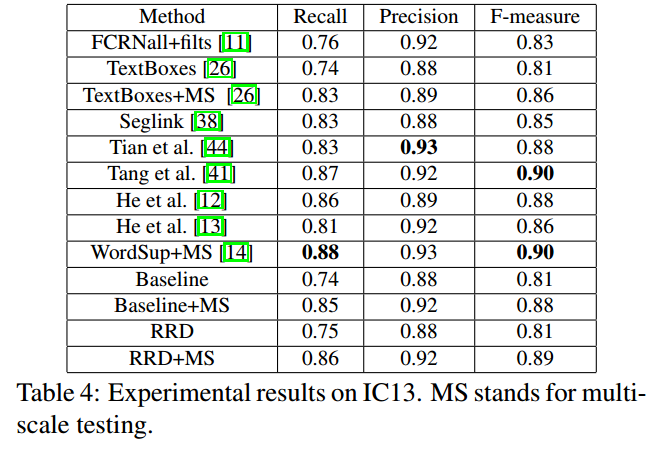 Method Recall Precision F-measure
FCRNall+filts [11] 0.76 0.92 0.83
TextBoxes [26] 0.74 0.88 0.81
TextBoxes+MS [26] 0.83 0.89 0.86
Seglink [38] 0.83 0.88 0.85
Tian et al. [44] 0.83 0.93 0.88
Tang et al. [41] 0.87 0.92 0.90
He et al. [12] 0.86 0.89 0.88
He et al. [13] 0.81 0.92 0.86
WordSup+MS [14] 0.88 0.93 0.90
Baseline 0.74 0.88 0.81
Baseline+MS 0.85 0.92 0.88
RRD 0.75 0.88 0.81
RRD+MS 0.86 0.92 0.89
Table 4: Experimental results on IC13. MS stands for multi-
scale testing.